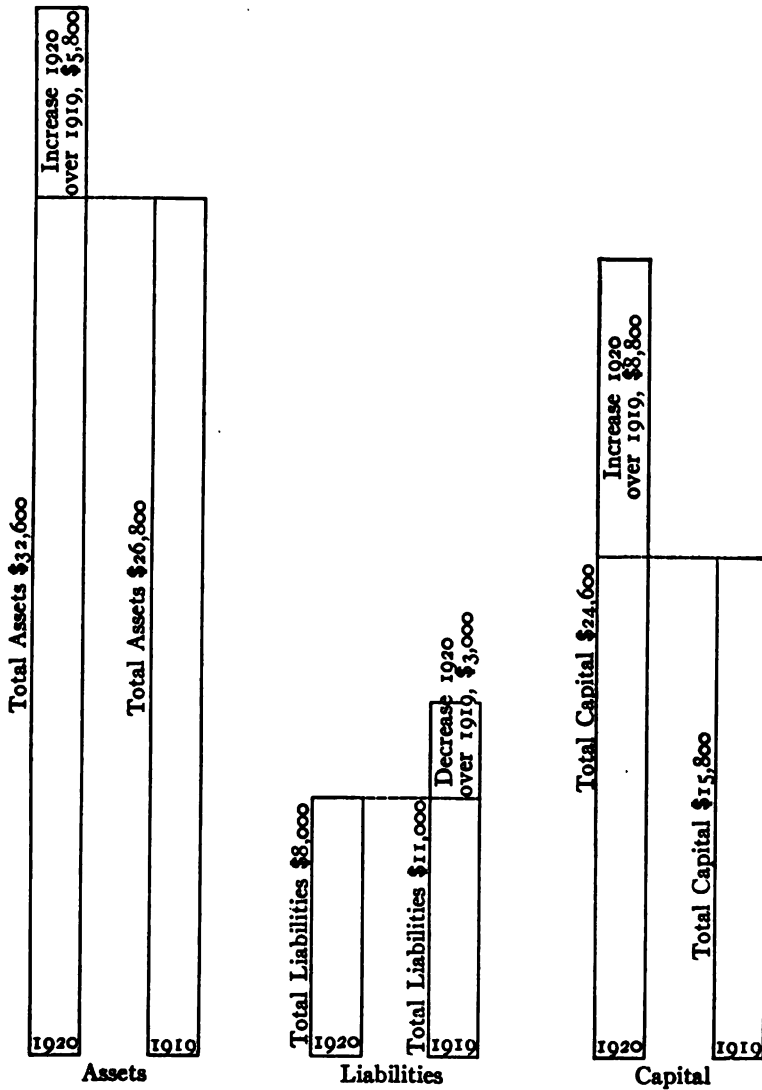 Total Assets $32,600
Increase 1920
over 1919, $5,800
1920
Total Assets $26,800
1919
Assets
Total Liabilities $8,000
1920
Total Liabilities $11,000
Decrease 1920
over 1919, $3,000
1919
Liabilities
Total Capital $24,600
Increase 1920
over 1919, $8,800
1920
Total Capital $15,800
1919
Capital